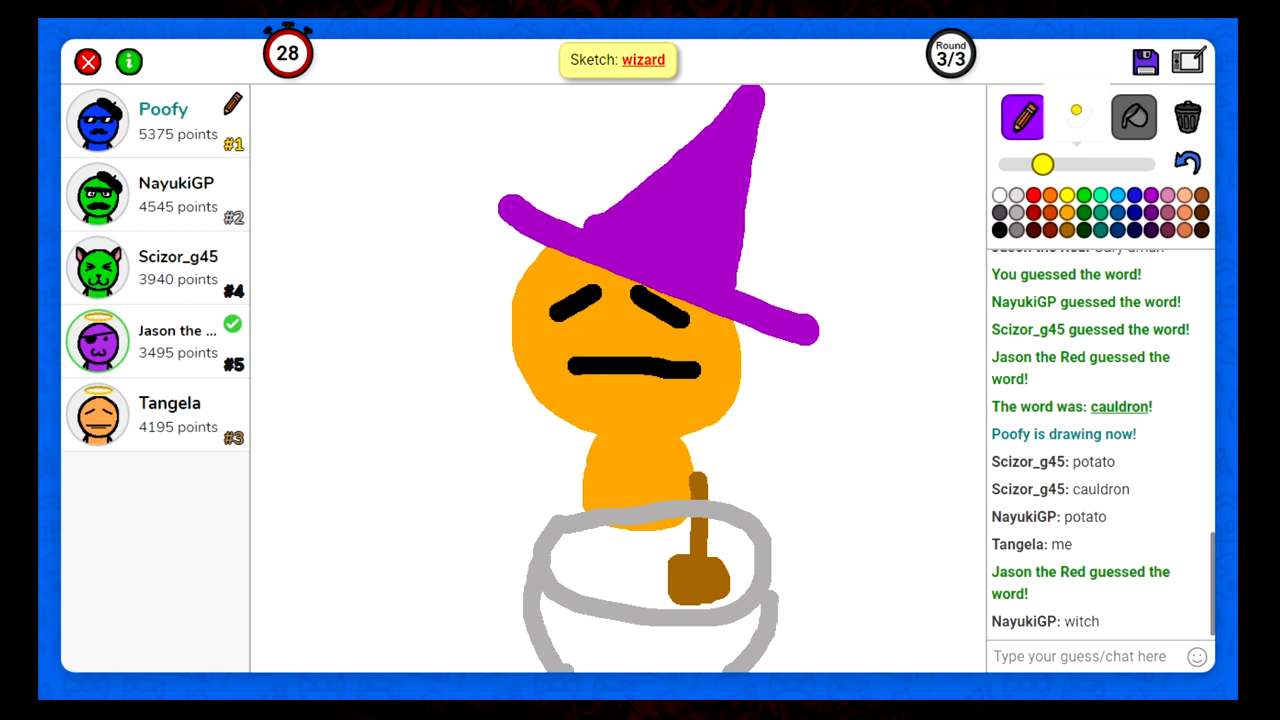 28
Sketch: wizard
Round
3/3
Poofy
5375 points
#1
NayukiGP
4545 points
#2
Scizor_g45
3940 points
#4
Jason the ...
3495 points
#5
Tangela
4195 points
#3
You guessed the word!
NayukiGP guessed the word!
Scizor_g45 guessed the word!
Jason the Red guessed the
word!
The word was: cauldron!
Poofy is drawing now!
Scizor_g45: potato
Scizor_g45: cauldron
NayukiGP: potato
Tangela: me
Jason the Red guessed the
word!
NayukiGP: witch
Type your guess/chat here